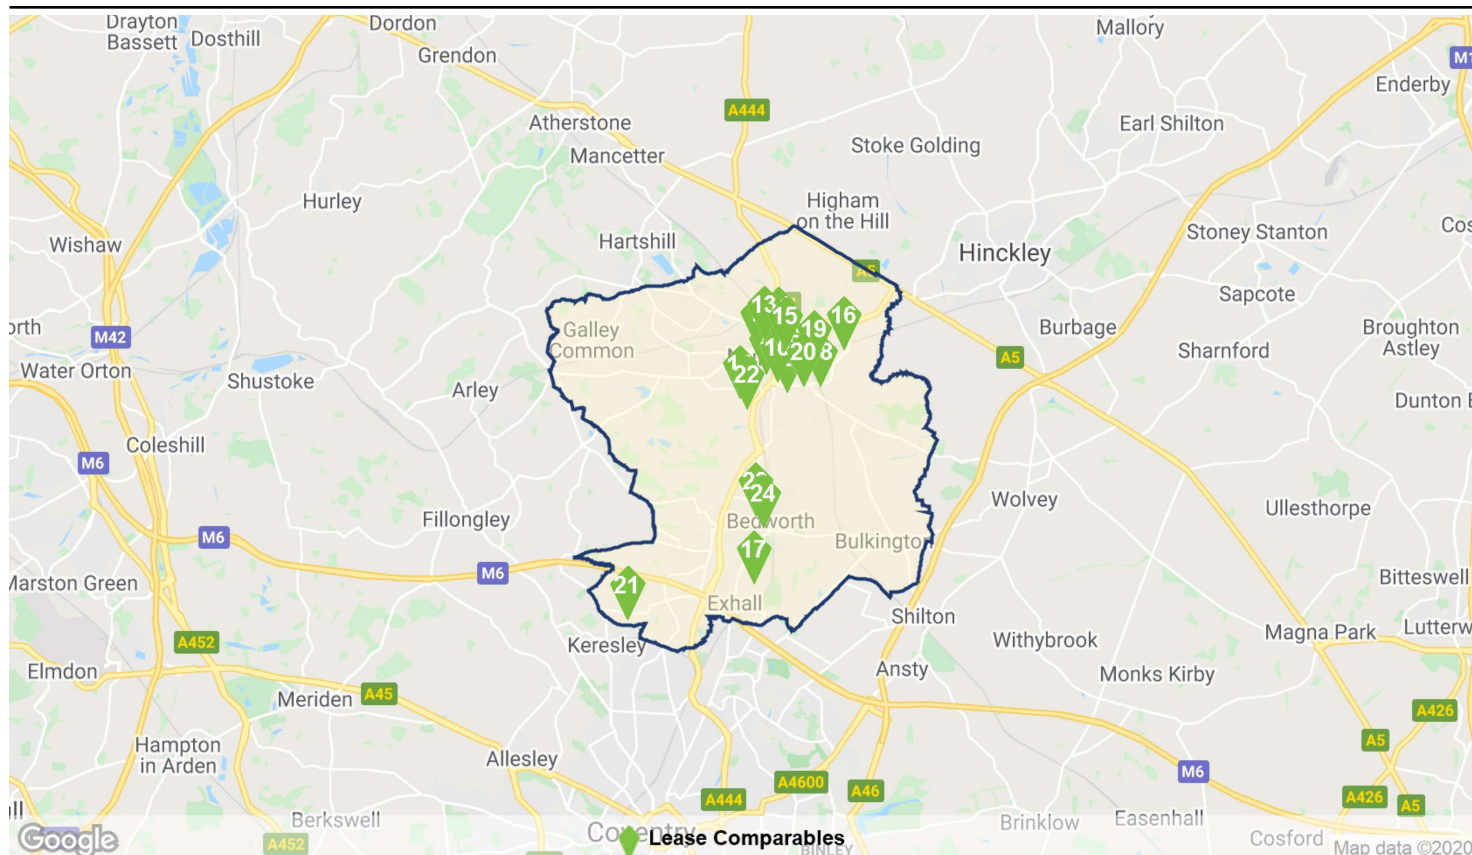 Drayton
Bassett
Dosthill
Dordon
Grendon
Mallory
M1
Enderby
A444
Atherstone
Mancetter
Earl Shilton
Stoke Golding
Hurley
Higham
on the Hill
Wishaw
Hartshill
Stoney Stanton
Hinckley
A5
Sapcote
13
15
16
19
M42
Galley
Common
Burbage
Broughton
Astley
Water Orton
Shustoke
20
A5
Sharnford
22
Arley
Coleshill
M6
24
Wolvey
Ullesthorpe
Fillongley
Bedworth
M6
17
Bulkington
M6
21
Marston Green
Bitteswell
Exhall
Shilton
A452
Keresley
Withybrook
Magna Park
Elmdon
Ansty
Monks Kirby
Meriden
A45
A426
Hampton
in Arden
Allesley
A5
M6
A4600
A46
A444
A426
A5
Berkswell
Easenhall
Brinklow
Google
A452
Coventry
Lease Comparables
BINLEY
Cosford
Map data ©2020